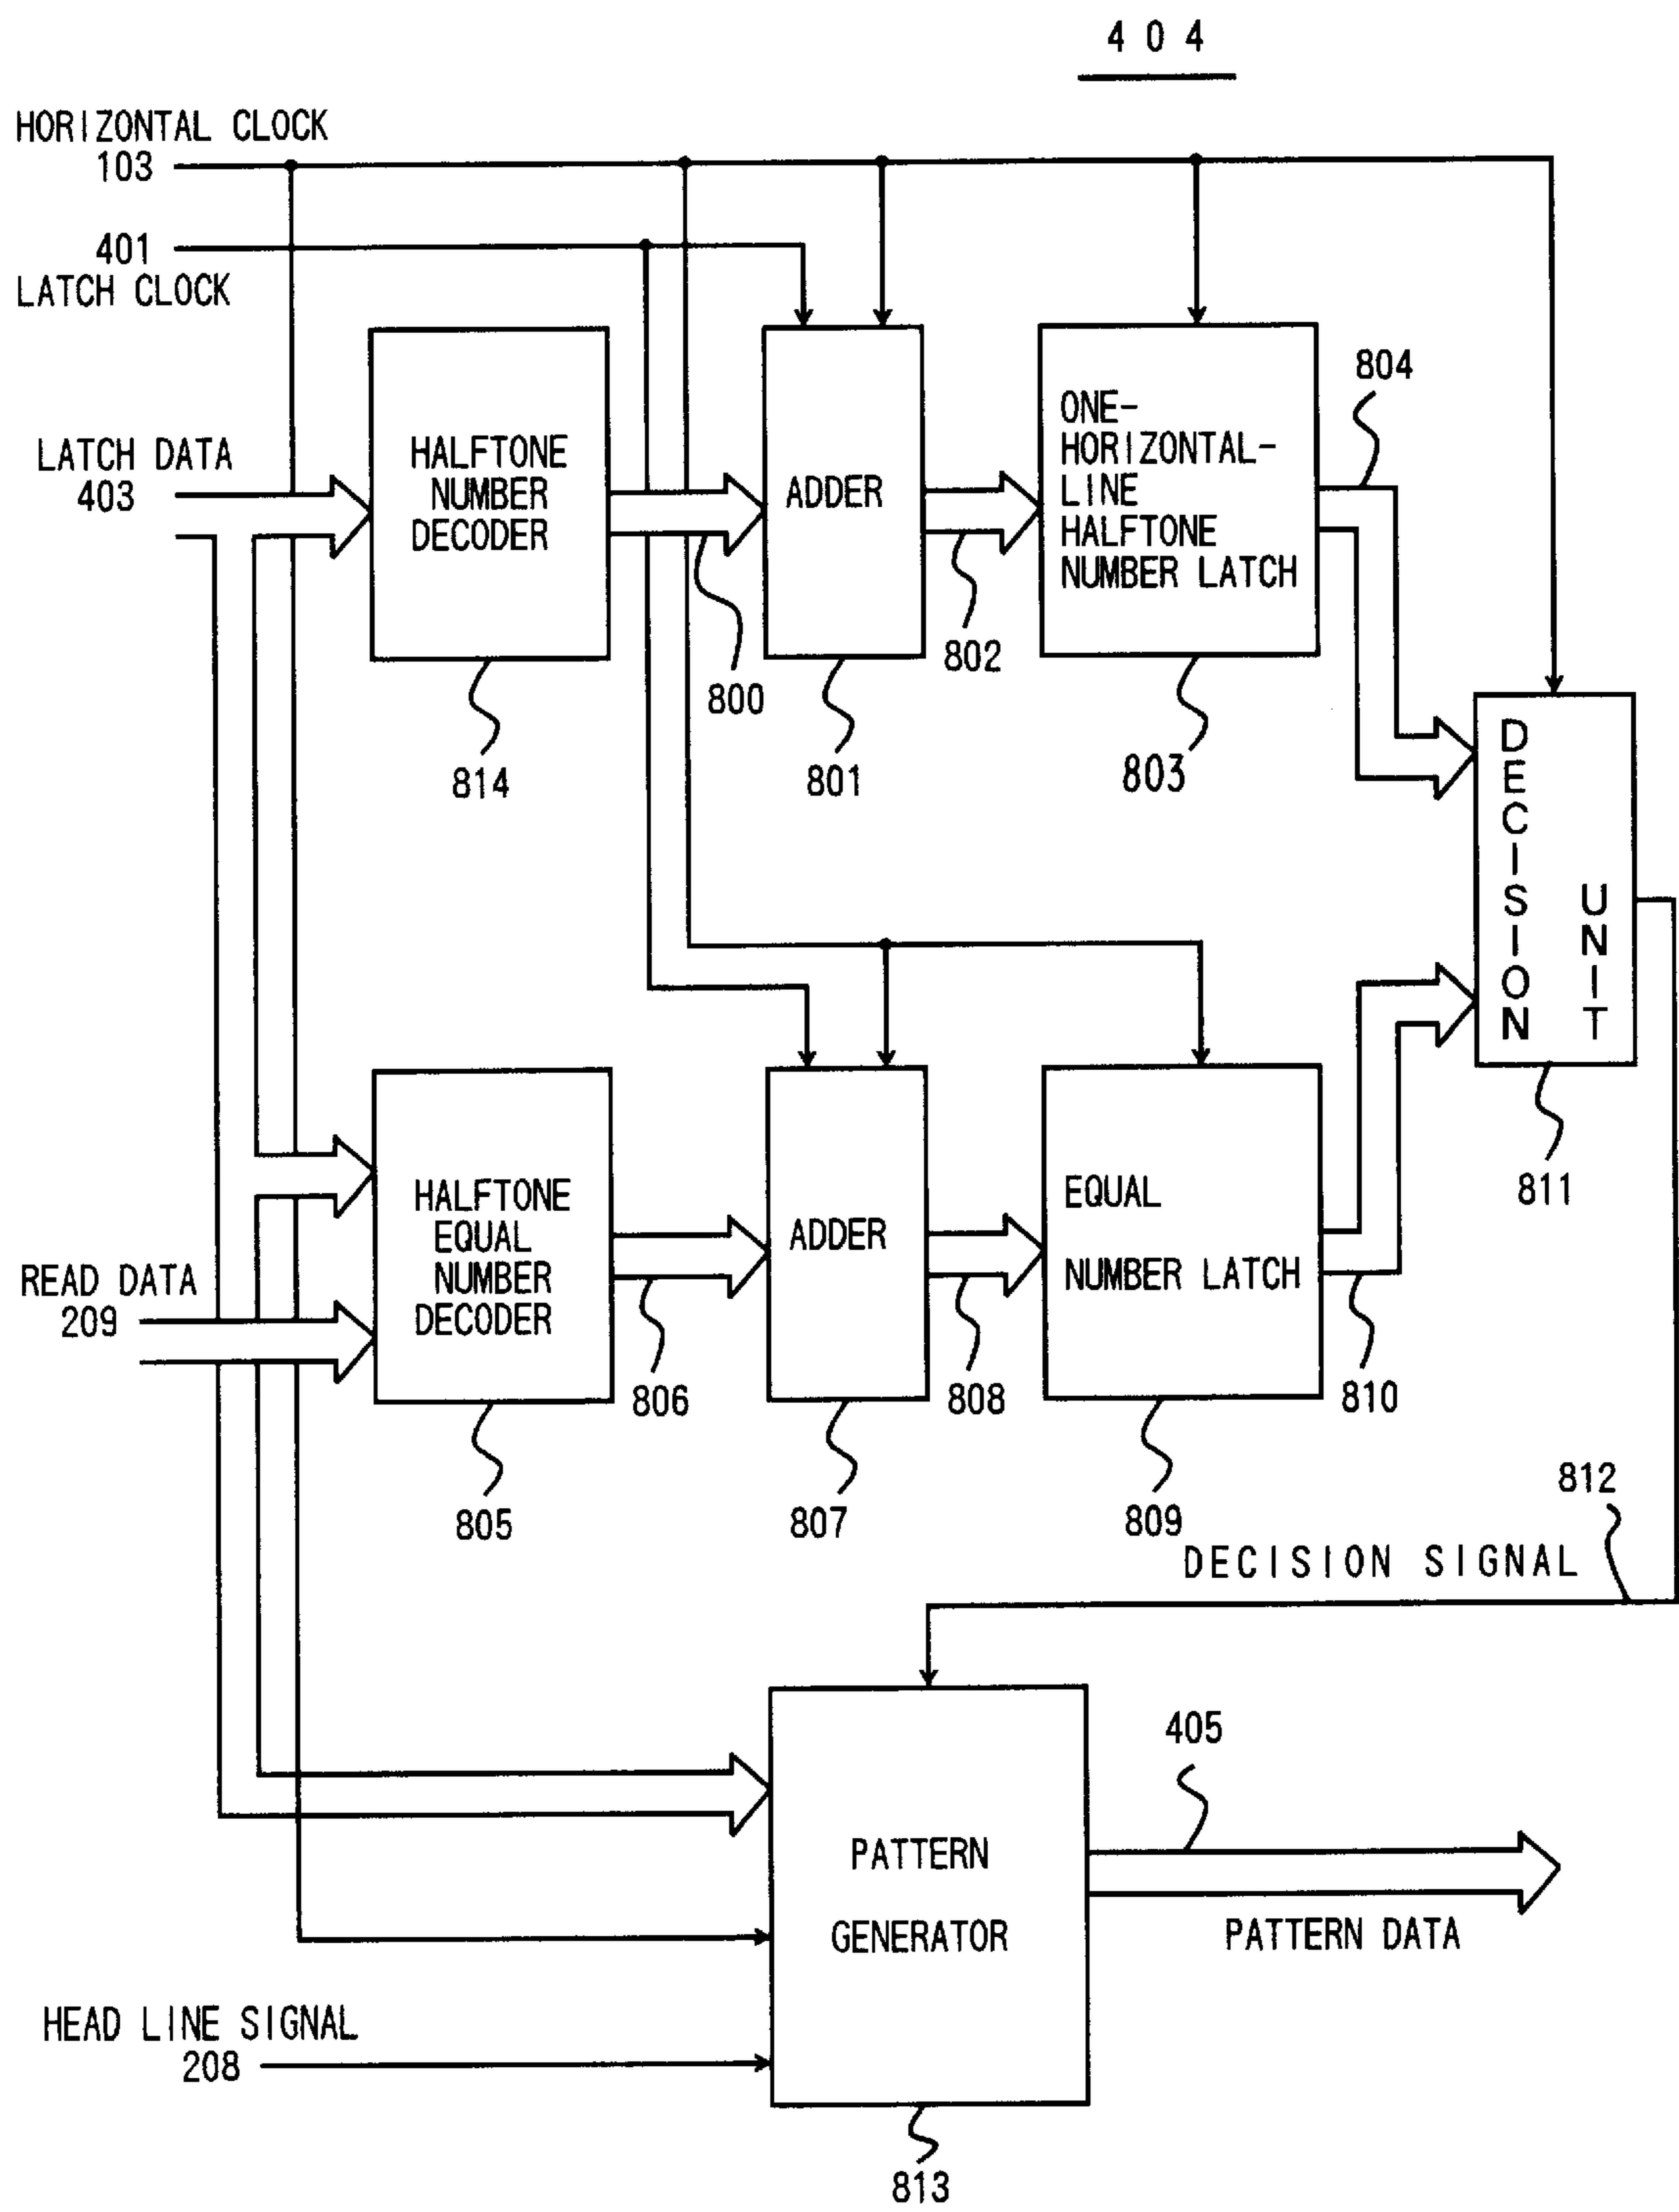 404
HORIZONTAL CLOCK
103
401
LATCH CLOCK
LATCH DATA
403
HALFTONE
NUMBER
DECODER
ADDER
ONE-
HORIZONTAL-
LINE
HALFTONE
NUMBER LATCH
804
800
802
814
801
803
DECISION
UNIT
811
READ DATA
209
HALFTONE
EQUAL
NUMBER
DECODER
ADDER
EQUAL
NUMBER LATCH
806
808
810
805
807
809
812
DECISION SIGNAL
PATTERN
GENERATOR
405
PATTERN DATA
HEAD LINE SIGNAL
208
813